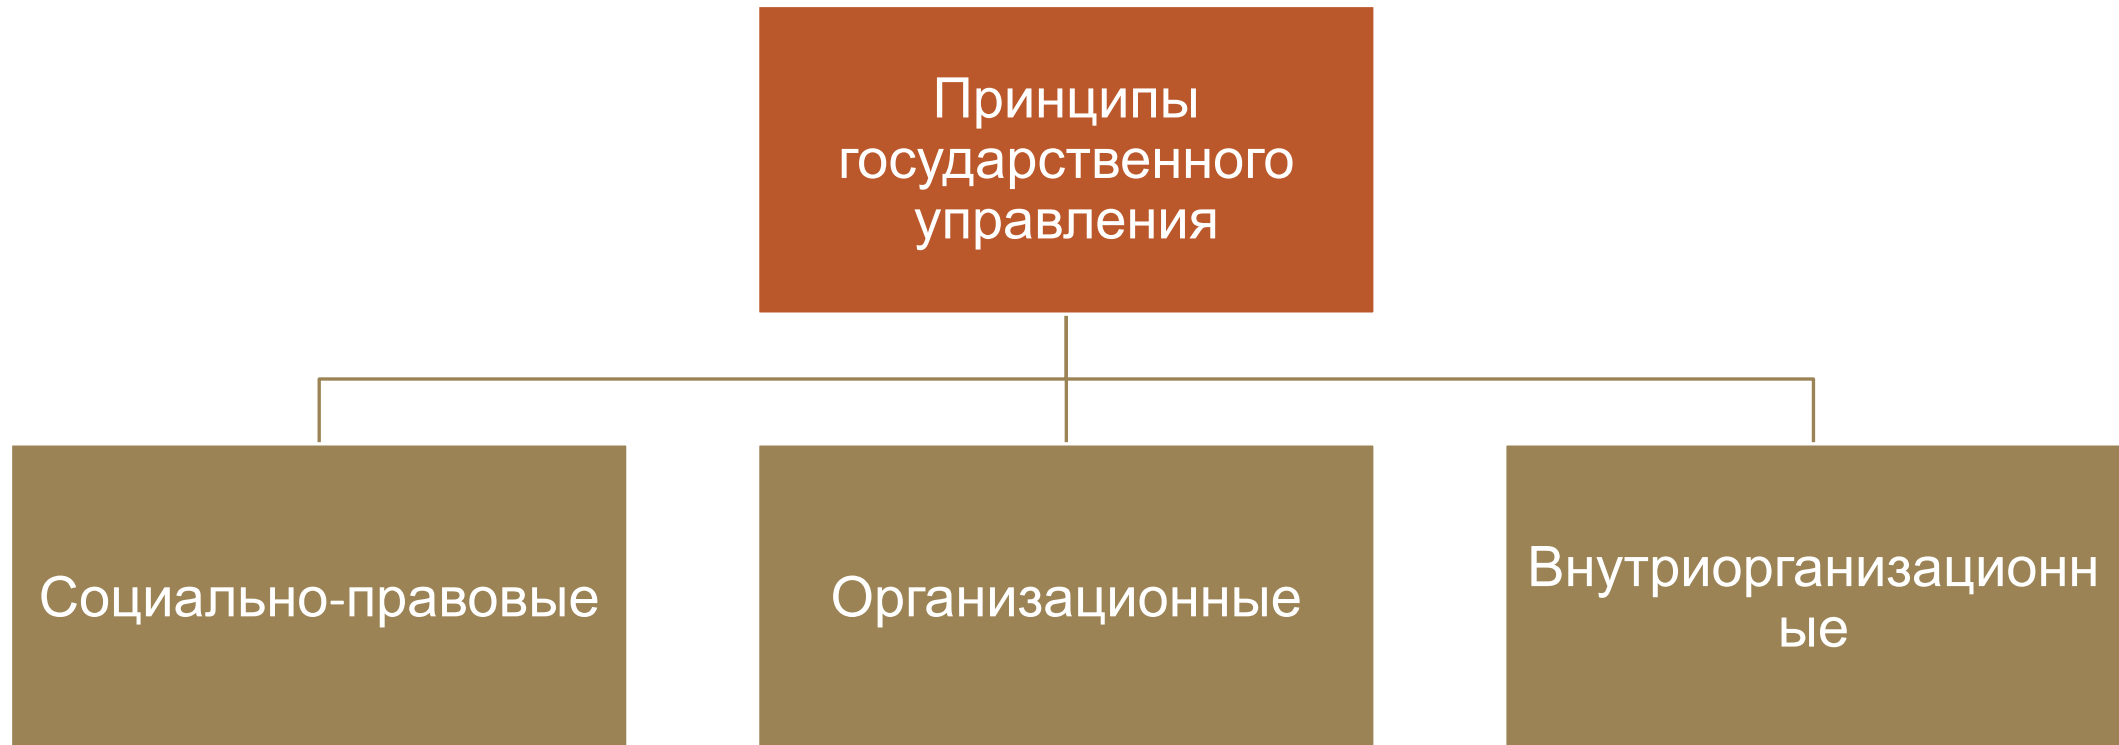 Принципы
государственного
управления
Социально-правовые
Организационные
Внутриорганизационн
ые